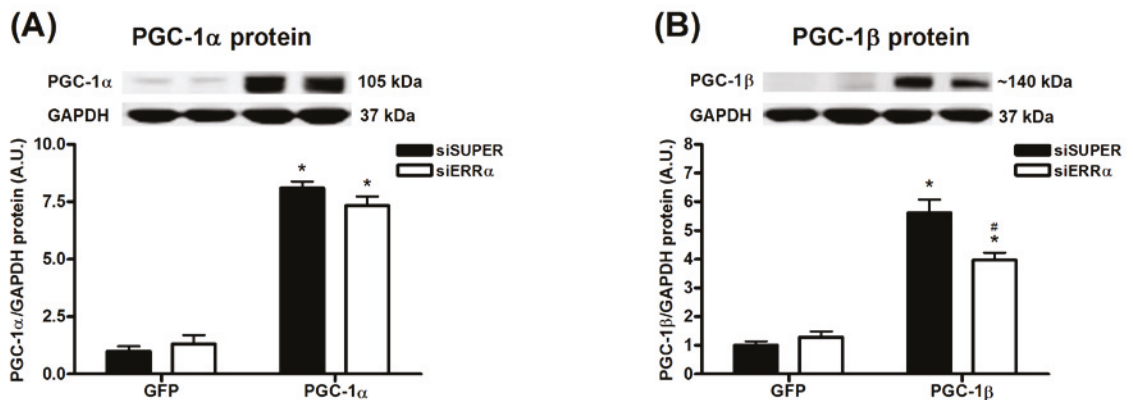 (A)
PGC-1α protein
PGC-1α
105 kDa
GAPDH
37 kDa
PGC-1α/GAPDH protein (A.U.)
10.0
7.5
5.0
2.5
0.0
siSUPER
siERRα
*
*
GFP
PGC-1α
(B)
PGC-1β protein
PGC-1β
~140 kDa
GAPDH
37 kDa
PGC-1β/GAPDH protein (A.U.)
8
7
6
5
4
3
2
1
0
siSUPER
siERRα
*
#
*
GFP
PGC-1β